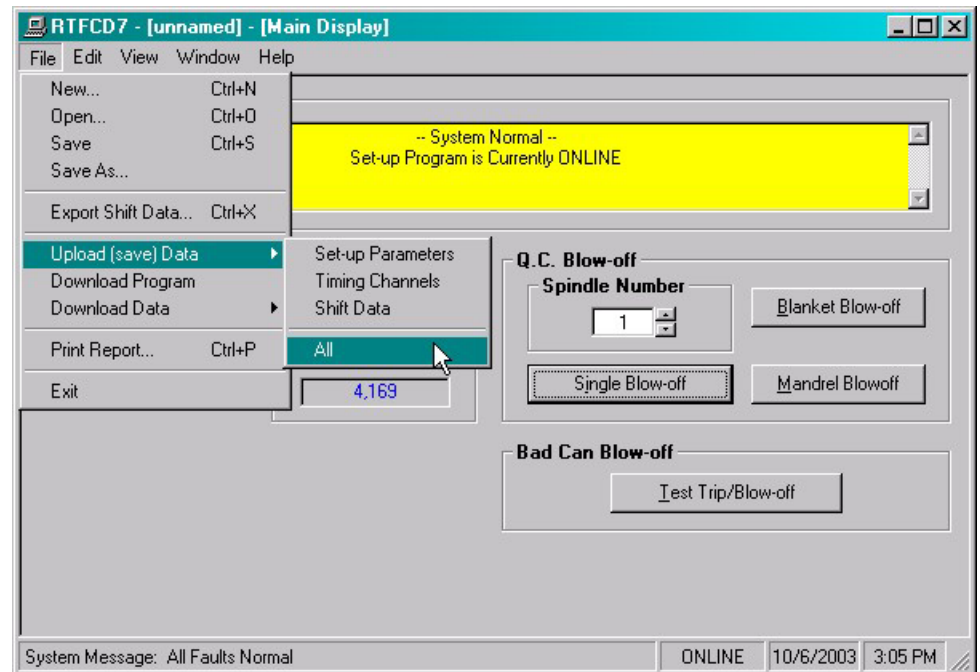 RTFCD7 - [unnamed] - [Main Display]
File Edit View Window Help
New... Ctrl+N
Open... Ctrl+O
Save Ctrl+S
Save As...
Export Shift Data... Ctrl+X
Upload (save) Data
Download Program
Download Data
Print Report... Ctrl+P
Exit
Set-up Parameters
Timing Channels
Shift Data
All
-- System Normal --
Set-up Program is Currently ONLINE
4,169
Q.C. Blow-off
Spindle Number
1
Blanket Blow-off
Single Blow-off
Mandrel Blowoff
Bad Can Blow-off
Test Trip/Blow-off
System Message: All Faults Normal
ONLINE 10/6/2003 3:05 PM